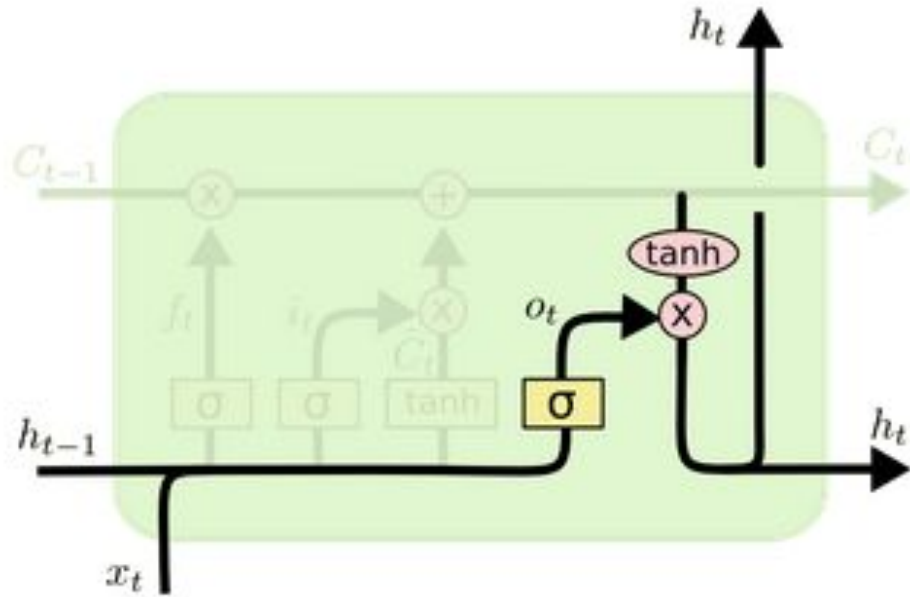 h_t
C_{t-1}
C_t
x
+
tanh
f_t
i_t
x
o_t
x
C̃_t
σ
σ
tanh
σ
h_{t-1}
h_t
x_t